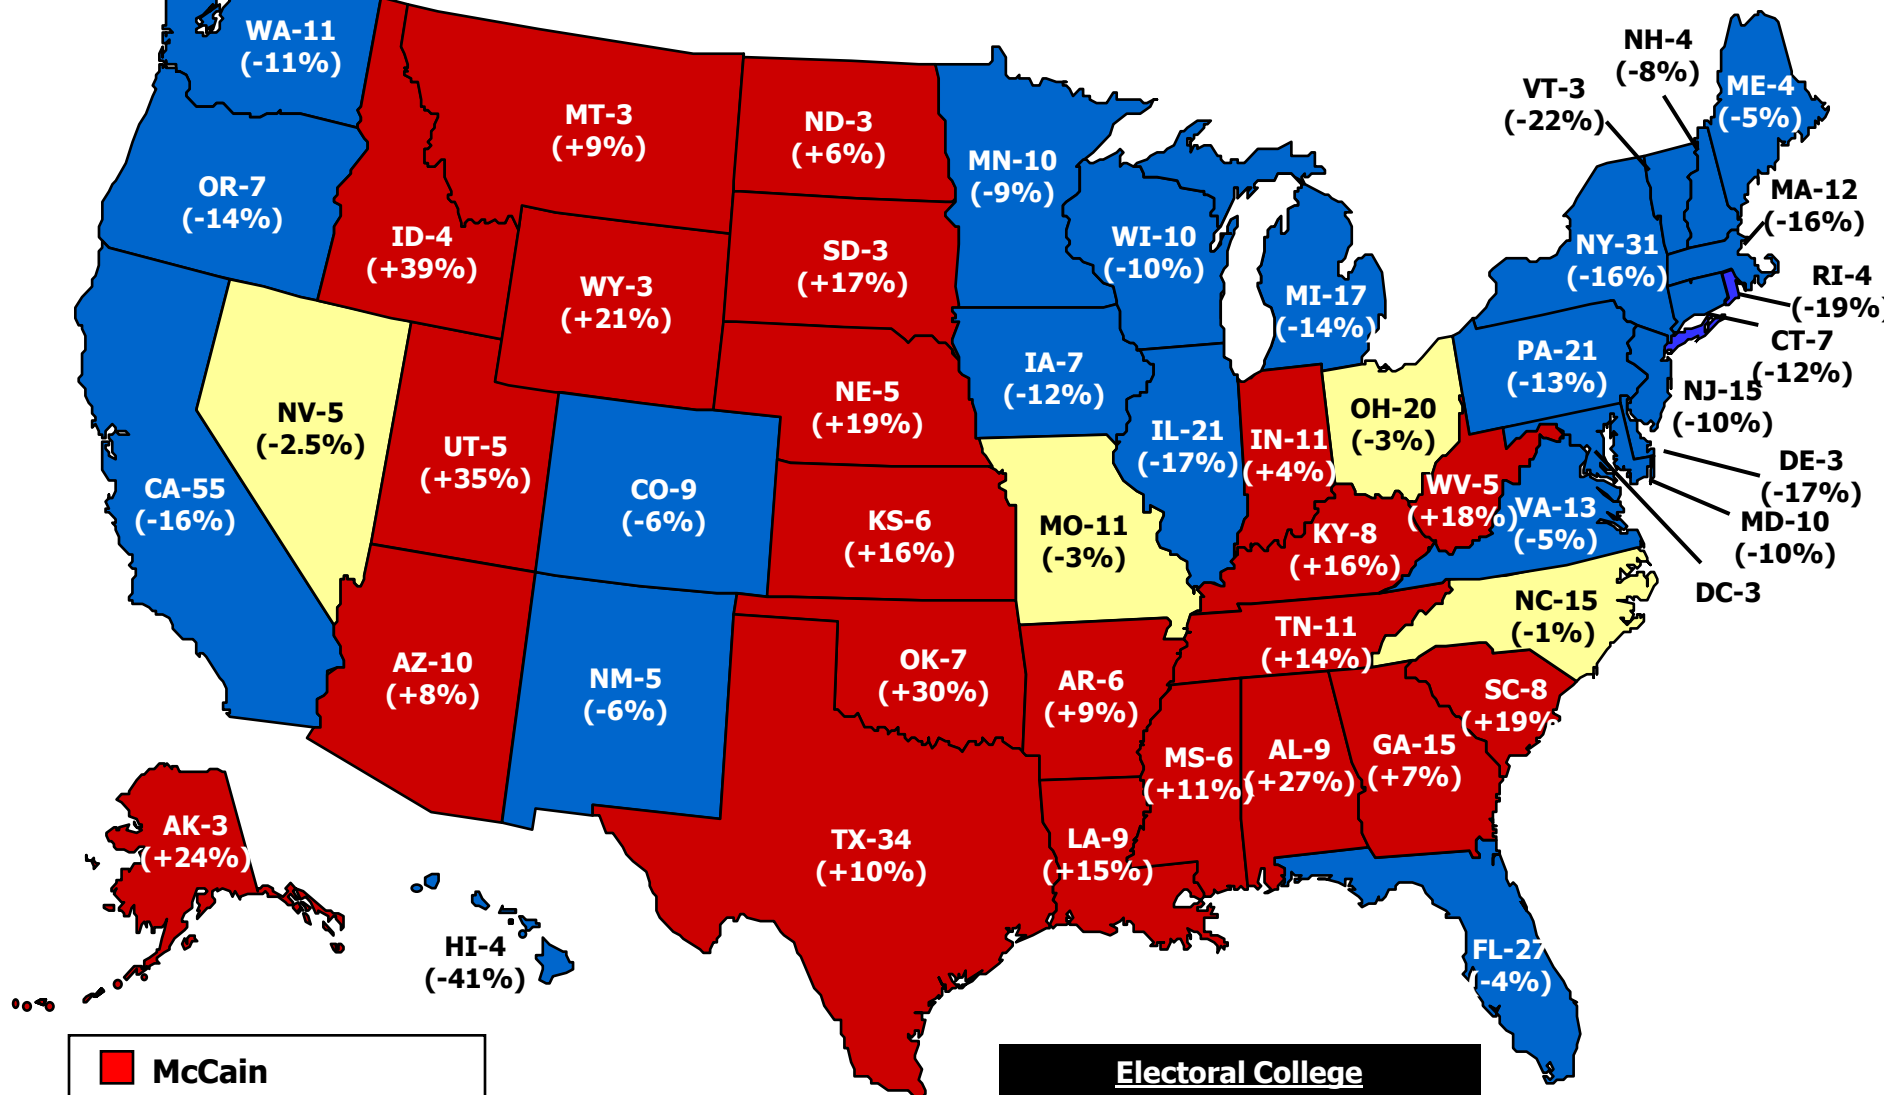 WA-11
(-11%)
OR-7
(-14%)
CA-55
(-16%)
NV-5
(-2.5%)
ID-4
(+39%)
MT-3
(+9%)
WY-3
(+21%)
UT-5
(+35%)
AZ-10
(+8%)
CO-9
(-6%)
NM-5
(-6%)
ND-3
(+6%)
SD-3
(+17%)
NE-5
(+19%)
KS-6
(+16%)
OK-7
(+30%)
TX-34
(+10%)
MN-10
(-9%)
IA-7
(-12%)
MO-11
(-3%)
AR-6
(+9%)
LA-9
(+15%)
WI-10
(-10%)
IL-21
(-17%)
MI-17
(-14%)
IN-11
(+4%)
OH-20
(-3%)
KY-8
(+16%)
TN-11
(+14%)
MS-6
(+11%)
AL-9
(+27%)
GA-15
(+7%)
FL-27
(-4%)
SC-8
(+19%
NC-15
(-1%)
VA-13
(-5%)
WV-5
(+18%)
PA-21
(-13%)
NY-31
(-16%)
VT-3
(-22%)
NH-4
(-8%)
ME-4
(-5%)
MA-12
(-16%)
RI-4
(-19%)
CT-7
(-12%)
NJ-15
(-10%)
DE-3
(-17%)
MD-10
(-10%)
DC-3
AK-3
(+24%)
HI-4
(-41%)
McCain
Electoral College